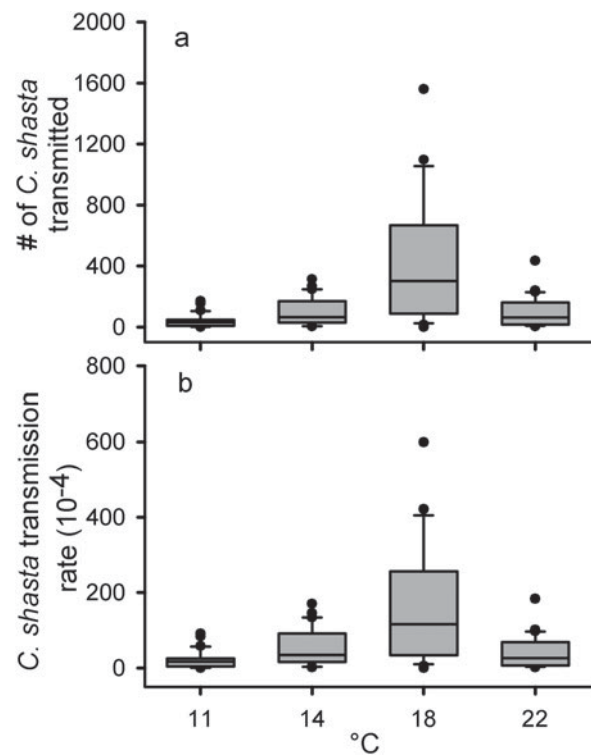 a
# of C. shasta
transmitted
2000
1600
1200
800
400
0
b
C. shasta transmission
rate (10⁻⁴)
800
600
400
200
0
11 14 18 22
°C